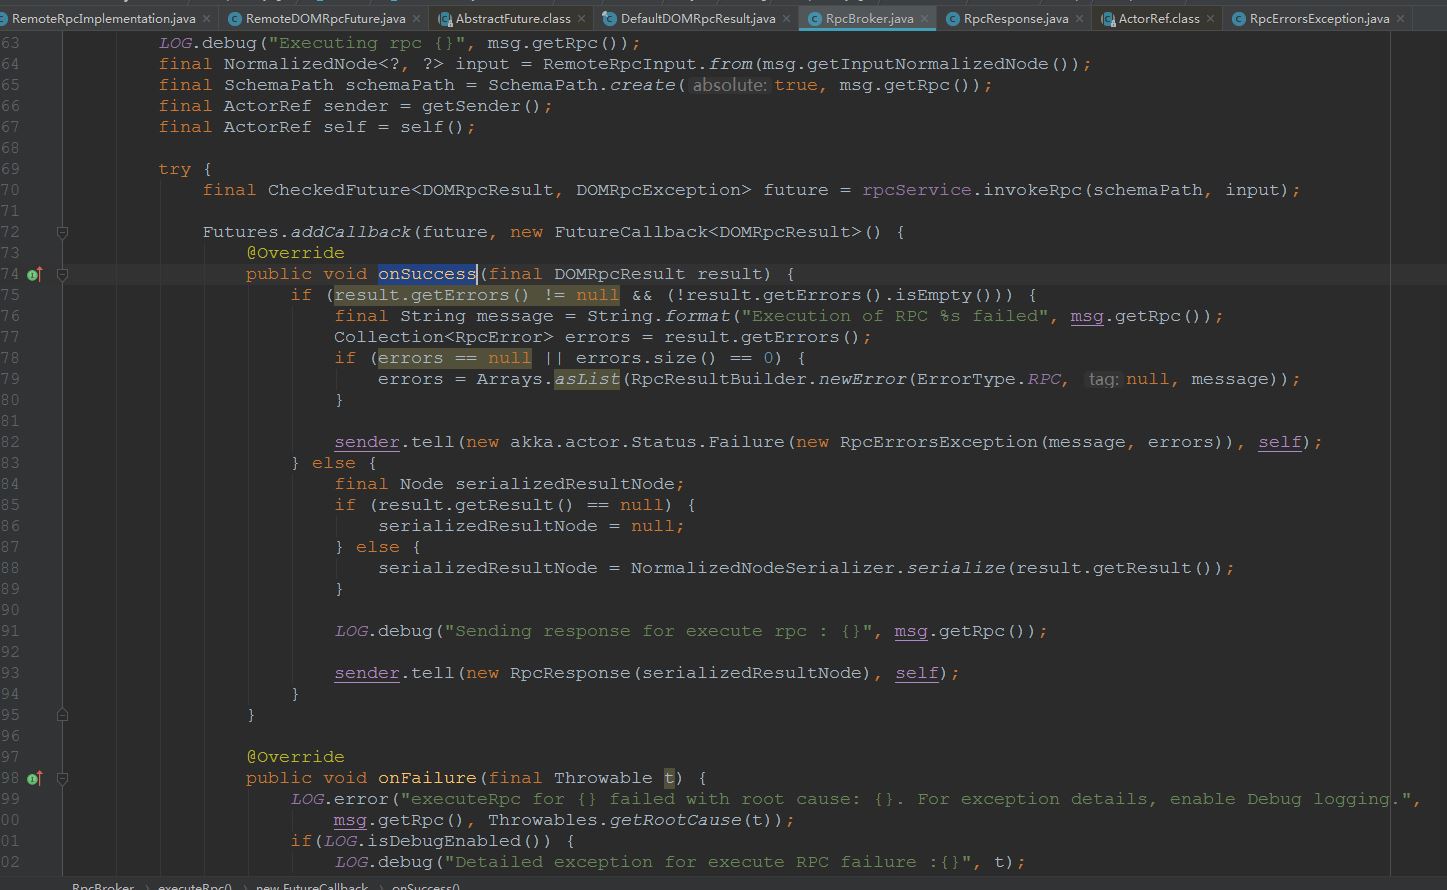 RemoteRpcImplementation.java RemoteDOMRpcFuture.java AbstractFuture.class DefaultDOMRpcResult.java RpcBroker.java RpcResponse.java ActorRef.class RpcErrorsException.java
63 LOG.debug("Executing rpc {}", msg.getRpc());
64 final NormalizedNode<?, ?> input = RemoteRpcInput.from(msg.getInputNormalizedNode());
65 final SchemaPath schemaPath = SchemaPath.create( absolute: true, msg.getRpc());
66 final ActorRef sender = getSender();
67 final ActorRef self = self();
68
69 try {
70 final CheckedFuture<DOMRpcResult, DOMRpcException> future = rpcService.invokeRpc(schemaPath, input);
71
72 Futures.addCallback(future, new FutureCallback<DOMRpcResult>() {
73 @Override
74 public void onSuccess(final DOMRpcResult result) {
75 if (result.getErrors() != null && (!result.getErrors().isEmpty())) {
76 final String message = String.format("Execution of RPC %s failed", msg.getRpc());
77 Collection<RpcError> errors = result.getErrors();
78 if (errors == null || errors.size() == 0) {
79 errors = Arrays.asList(RpcResultBuilder.newError(ErrorType.RPC, tag: null, message));
80 }
81
82 sender.tell(new akka.actor.Status.Failure(new RpcErrorsException(message, errors)), self);
83 } else {
84 final Node serializedResultNode;
85 if (result.getResult() == null) {
86 serializedResultNode = null;
87 } else {
88 serializedResultNode = NormalizedNodeSerializer.serialize(result.getResult());
89 }
90
91 LOG.debug("Sending response for execute rpc : {}", msg.getRpc());
92
93 sender.tell(new RpcResponse(serializedResultNode), self);
94 }
95 }
96
97 @Override
98 public void onFailure(final Throwable t) {
99 LOG.error("executeRpc for {} failed with root cause: {}. For exception details, enable Debug logging.",
00 msg.getRpc(), Throwables.getRootCause(t));
01 if(LOG.isDebugEnabled()) {
02 LOG.debug("Detailed exception for execute RPC failure :{}", t);
RpcBroker executeRpc() new FutureCallback onSuccess()